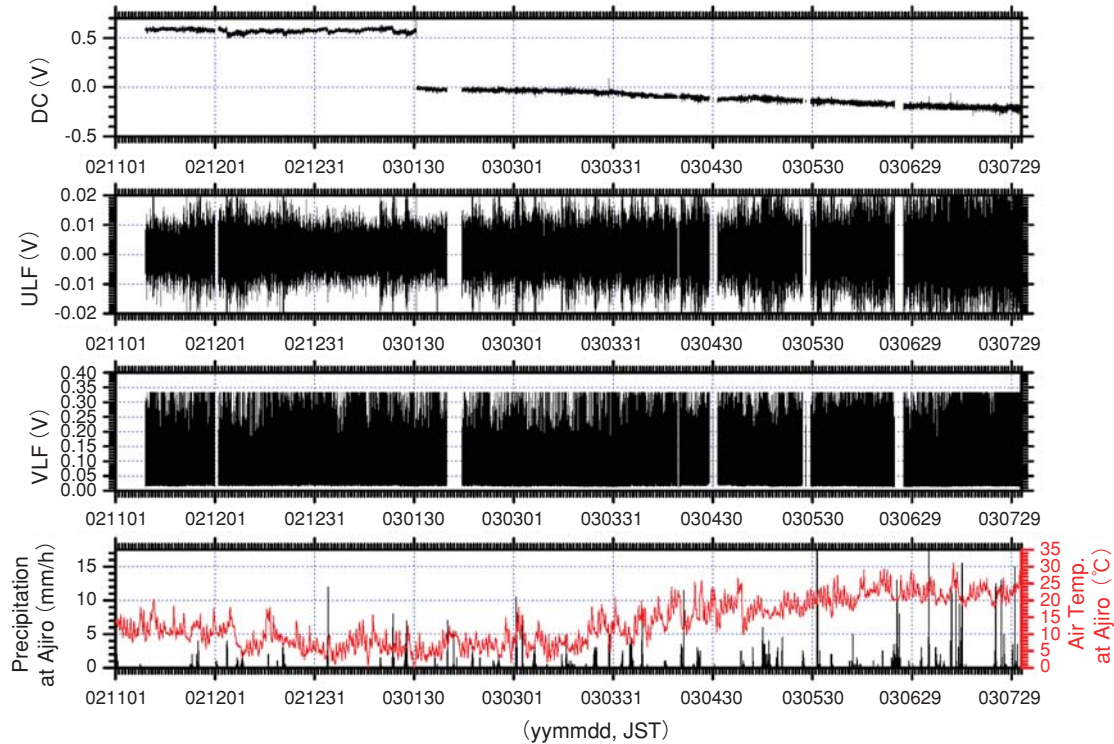 DC (V)
0.5
0.0
-0.5
021101 021201 021231 030130 030301 030331 030430 030530 030629 030729
ULF (V)
0.02
0.01
0.00
-0.01
-0.02
021101 021201 021231 030130 030301 030331 030430 030530 030629 030729
VLF (V)
0.40
0.35
0.30
0.25
0.20
0.15
0.10
0.05
0.00
021101 021201 021231 030130 030301 030331 030430 030530 030629 030729
Precipitation
at Ajiro (mm/h)
15
10
5
0
35
30
25
20
15
10
5
0
Air Temp.
at Ajiro (℃)
021101 021201 021231 030130 030301 030331 030430 030530 030629 030729
(yymmdd, JST)